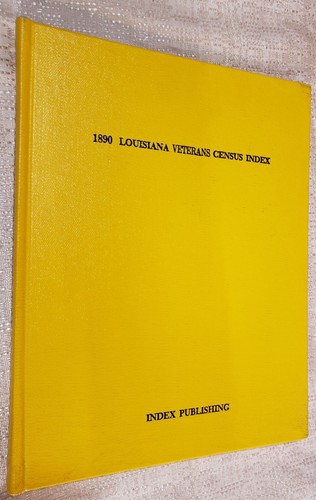 1890 LOUISIANA VETERANS CENSUS INDEX
INDEX PUBLISHING